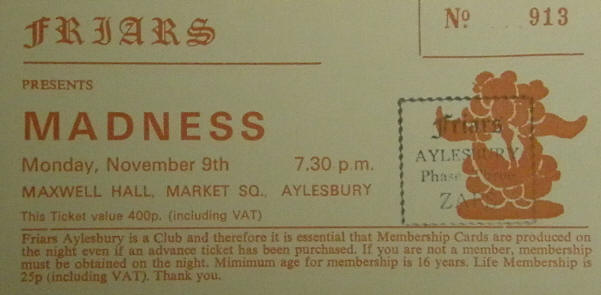 FRIARS
Nº 913
PRESENTS
MADNESS
Monday, November 9th 7.30 p.m.
MAXWELL HALL, MARKET SQ., AYLESBURY
This Ticket value 400p. (including VAT)
Friars
AYLESBURY
Phase
Friars Aylesbury is a Club and therefore it is essential that Membership Cards are produced on
the night even if an advance ticket has been purchased. If you are not a member, membership
must be obtained on the night. Mimimum age for membership is 16 years. Life Membership is
25p (including VAT). Thank you.